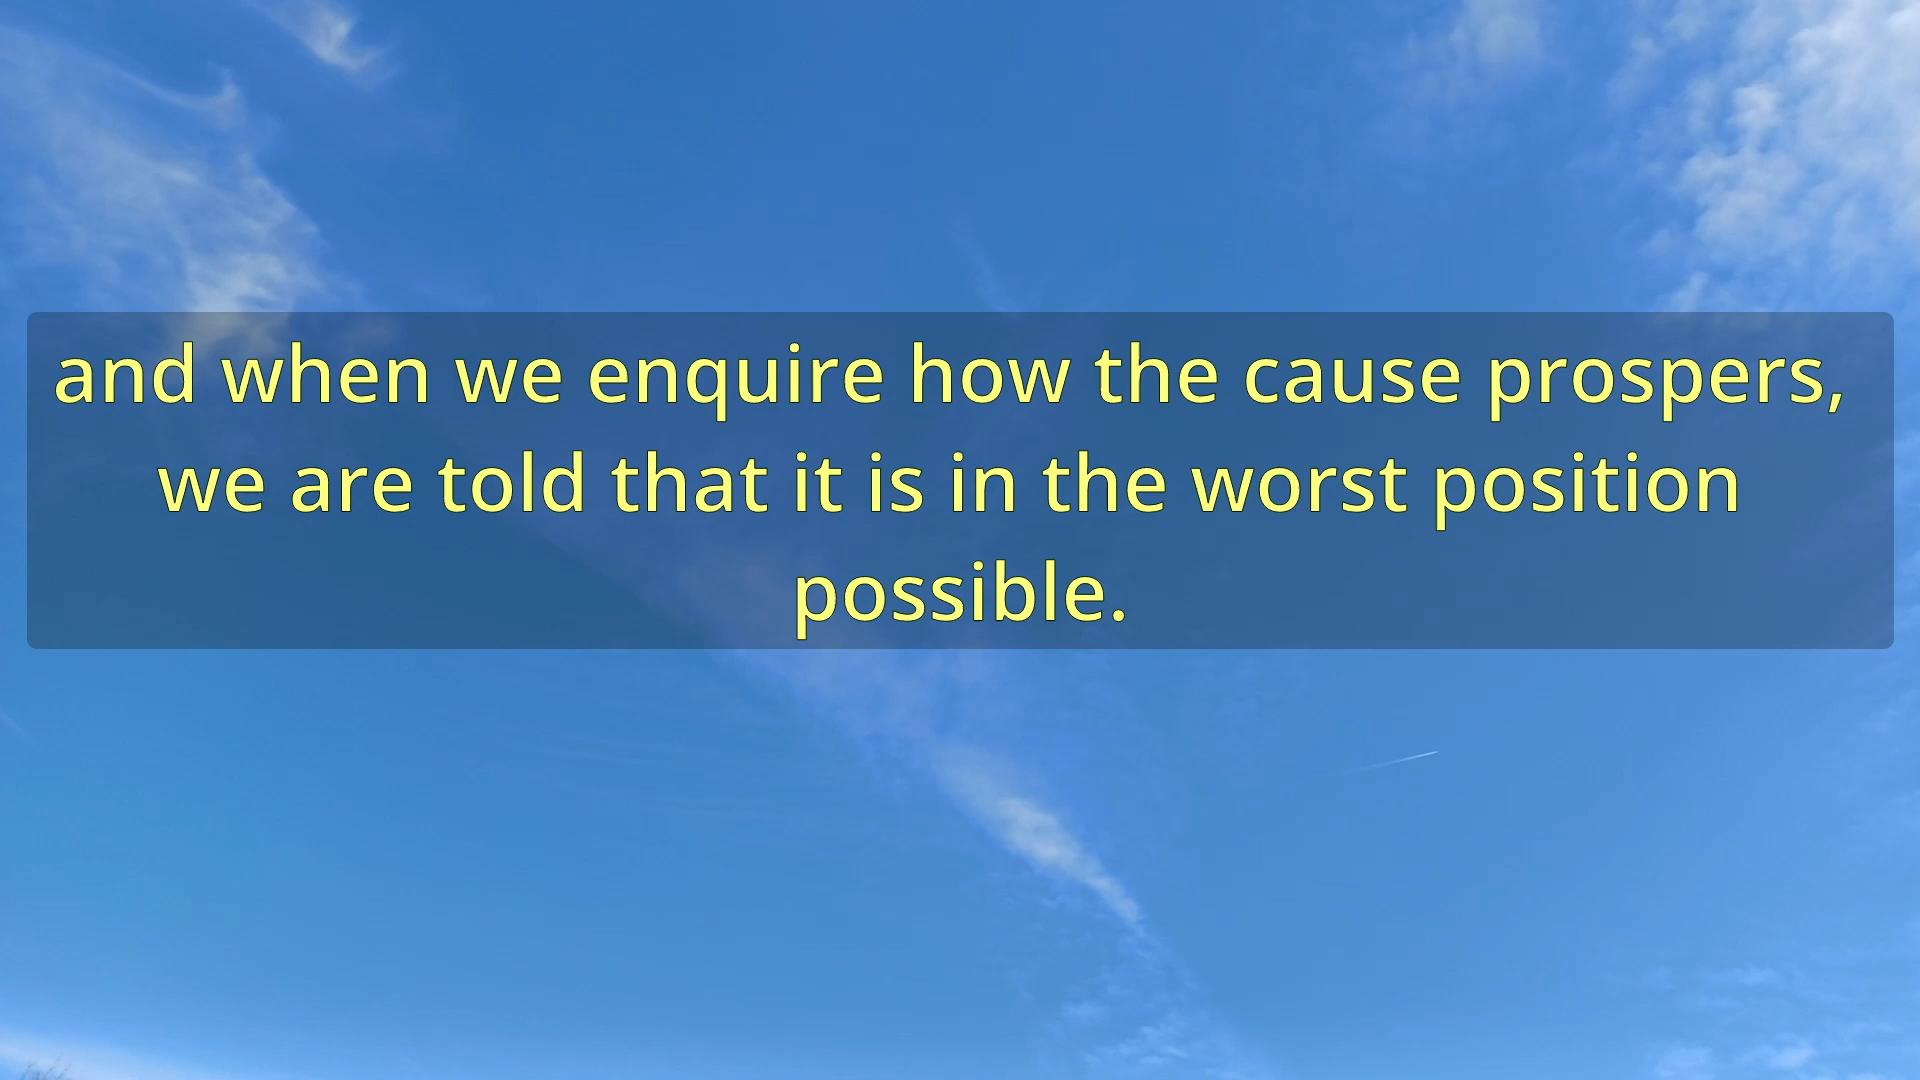 and when we enquire how the cause prospers,
we are told that it is in the worst position
possible.